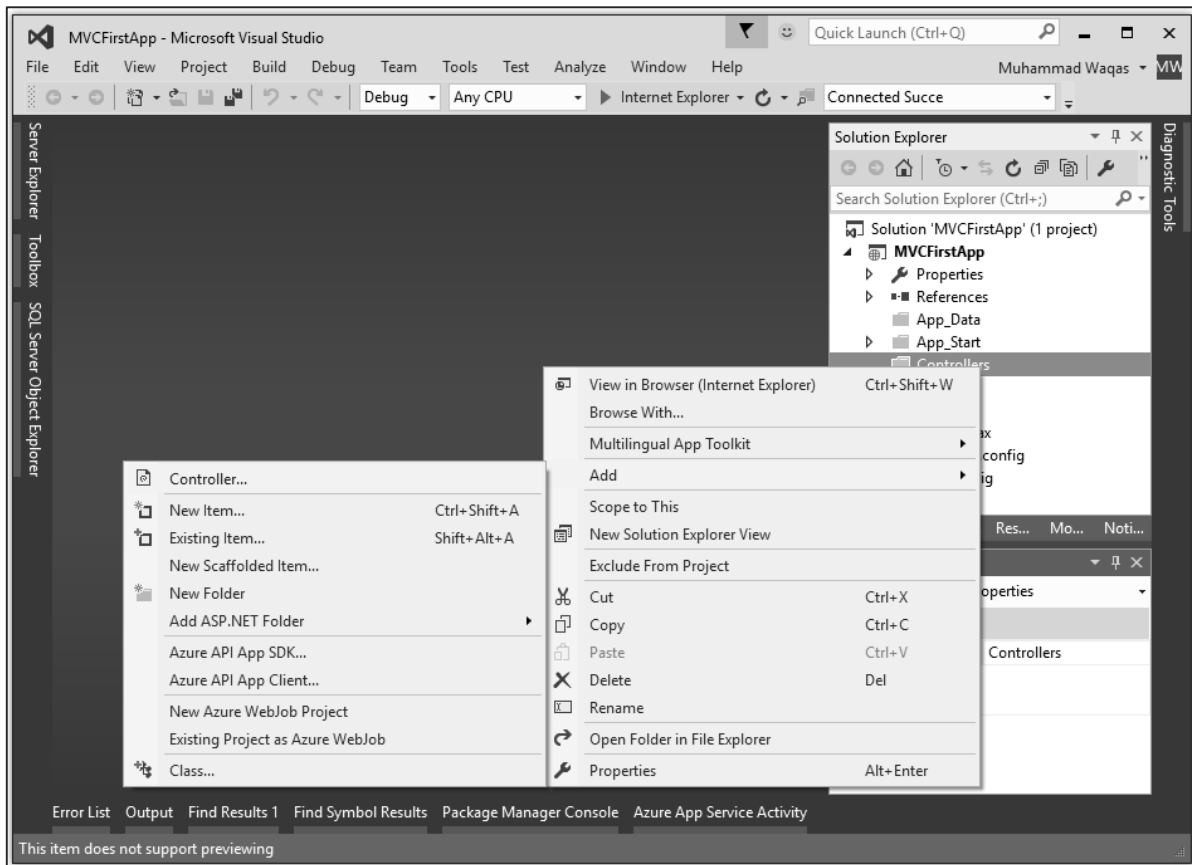 MVCFirstApp - Microsoft Visual Studio
Quick Launch (Ctrl+Q)
File Edit View Project Build Debug Team Tools Test Analyze Window Help
Muhammad Waqas MW
Debug Any CPU Internet Explorer Connected Succe
Server Explorer
Toolbox
SQL Server Object Explorer
Solution Explorer
Search Solution Explorer (Ctrl+;)
Solution 'MVCFirstApp' (1 project)
MVCFirstApp
Properties
References
App_Data
App_Start
Controllers
ax
.config
ig
Res... Mo... Noti...
operties
Controllers
Diagnostic Tools
View in Browser (Internet Explorer) Ctrl+Shift+W
Browse With...
Multilingual App Toolkit
Add
Scope to This
New Solution Explorer View
Exclude From Project
Cut Ctrl+X
Copy Ctrl+C
Paste Ctrl+V
Delete Del
Rename
Open Folder in File Explorer
Properties Alt+Enter
Controller...
New Item... Ctrl+Shift+A
Existing Item... Shift+Alt+A
New Scaffolded Item...
New Folder
Add ASP.NET Folder
Azure API App SDK...
Azure API App Client...
New Azure WebJob Project
Existing Project as Azure WebJob
Class...
Error List Output Find Results 1 Find Symbol Results Package Manager Console Azure App Service Activity
This item does not support previewing